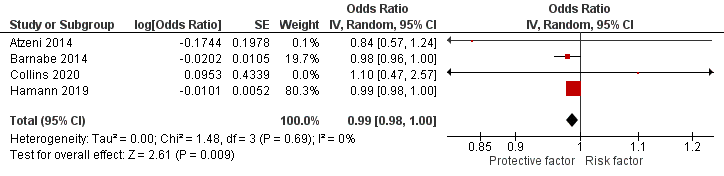 Odds Ratio Odds Ratio
Study or Subgroup log[Odds Ratio] SE Weight IV, Random, 95% CI IV, Random, 95% CI
Atzeni 2014 -0.1744 0.1978 0.1% 0.84 [0.57, 1.24]
Barnabe 2014 -0.0202 0.0105 19.7% 0.98 [0.96, 1.00]
Collins 2020 0.0953 0.4339 0.0% 1.10 [0.47, 2.57]
Hamann 2019 -0.0101 0.0052 80.3% 0.99 [0.98, 1.00]
Total (95% CI) 100.0% 0.99 [0.98, 1.00]
Heterogeneity: Tau² = 0.00; Chi² = 1.48, df = 3 (P = 0.69); I² = 0%
Test for overall effect: Z = 2.61 (P = 0.009)
0.85 0.9 1 1.1 1.2
Protective factor Risk factor